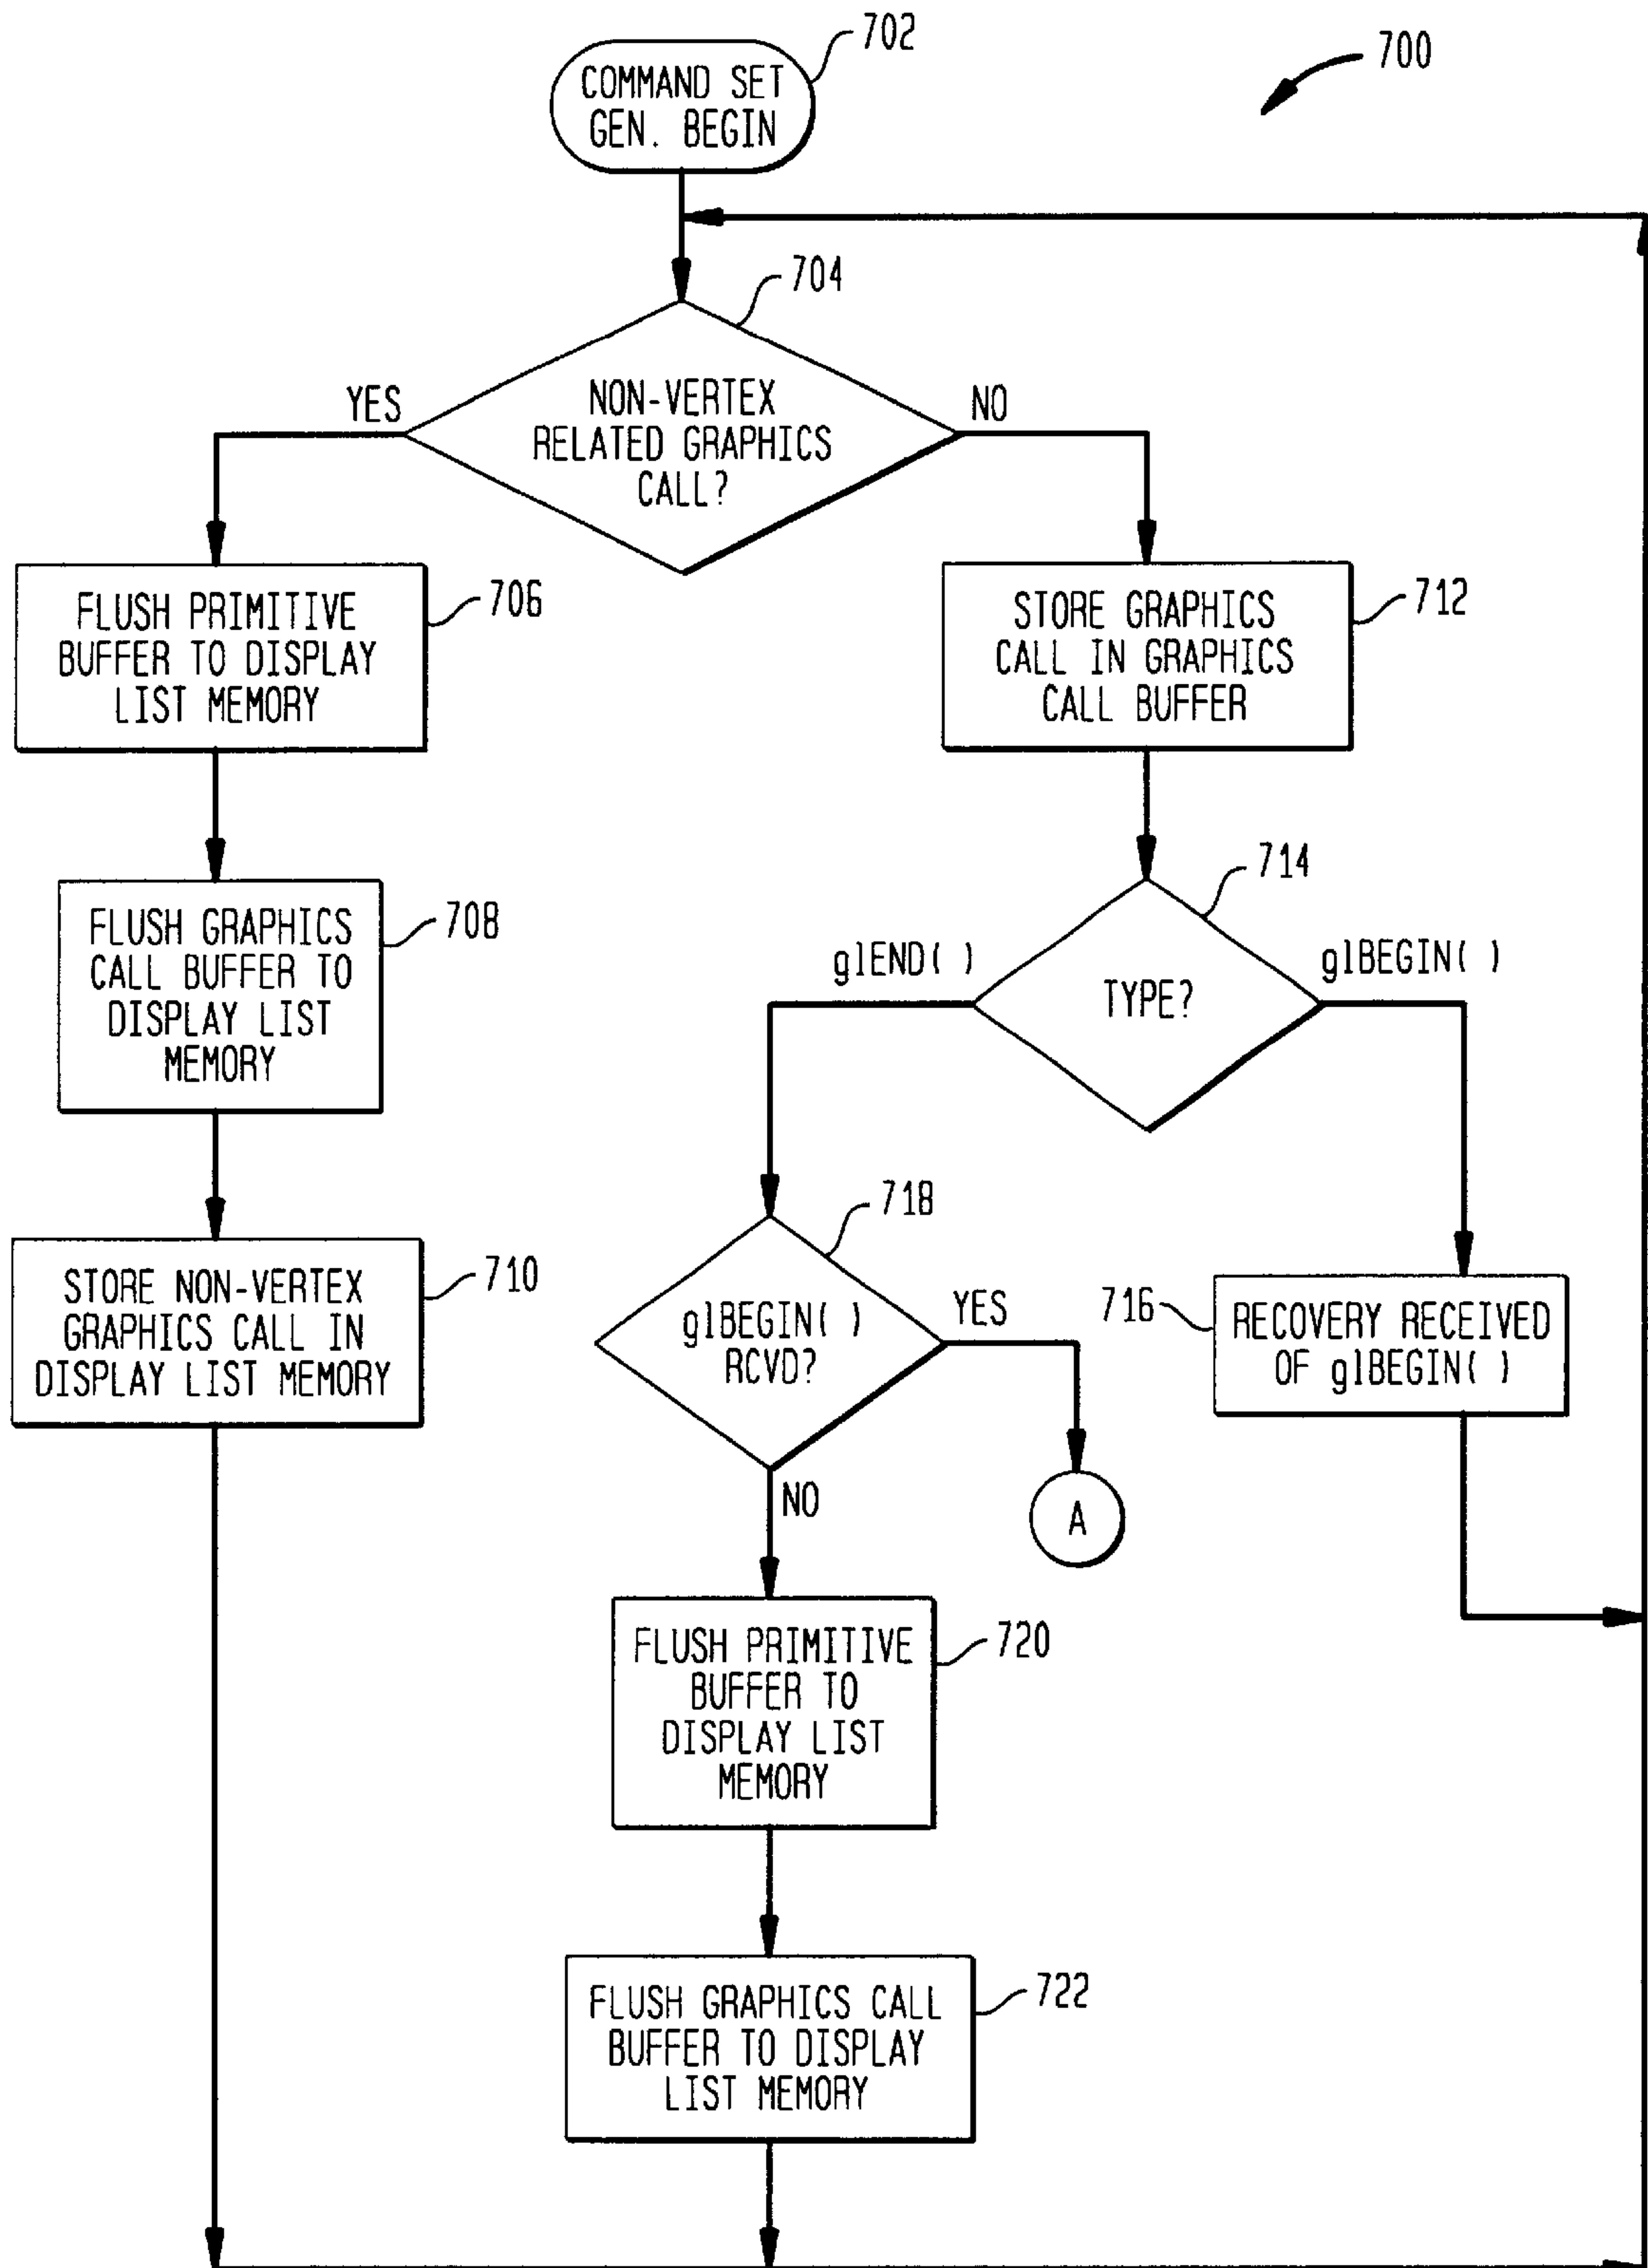 702
COMMAND SET
GEN. BEGIN
700
704
YES
NON-VERTEX
RELATED GRAPHICS
CALL?
NO
FLUSH PRIMITIVE
BUFFER TO DISPLAY
LIST MEMORY
706
STORE GRAPHICS
CALL IN GRAPHICS
CALL BUFFER
712
FLUSH GRAPHICS
CALL BUFFER TO
DISPLAY LIST
MEMORY
708
714
glEND( )
TYPE?
glBEGIN( )
STORE NON-VERTEX
GRAPHICS CALL IN
DISPLAY LIST MEMORY
710
718
glBEGIN( )
RCVD?
YES
716
RECOVERY RECEIVED
OF glBEGIN( )
NO
A
FLUSH PRIMITIVE
BUFFER TO
DISPLAY LIST
MEMORY
720
FLUSH GRAPHICS CALL
BUFFER TO DISPLAY
LIST MEMORY
722